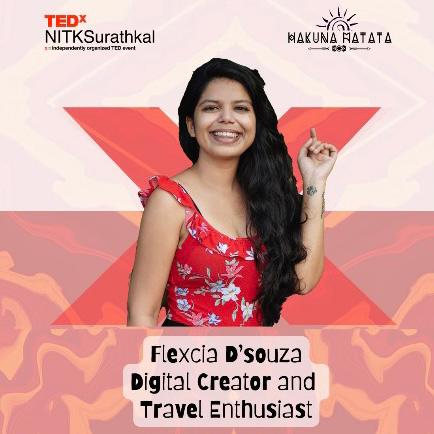 TEDx
NITKSurathkal
x = independently organized TED event
HAKUNA MATATA
Flexcia D'souza
Digital Creator and
Travel Enthusiast